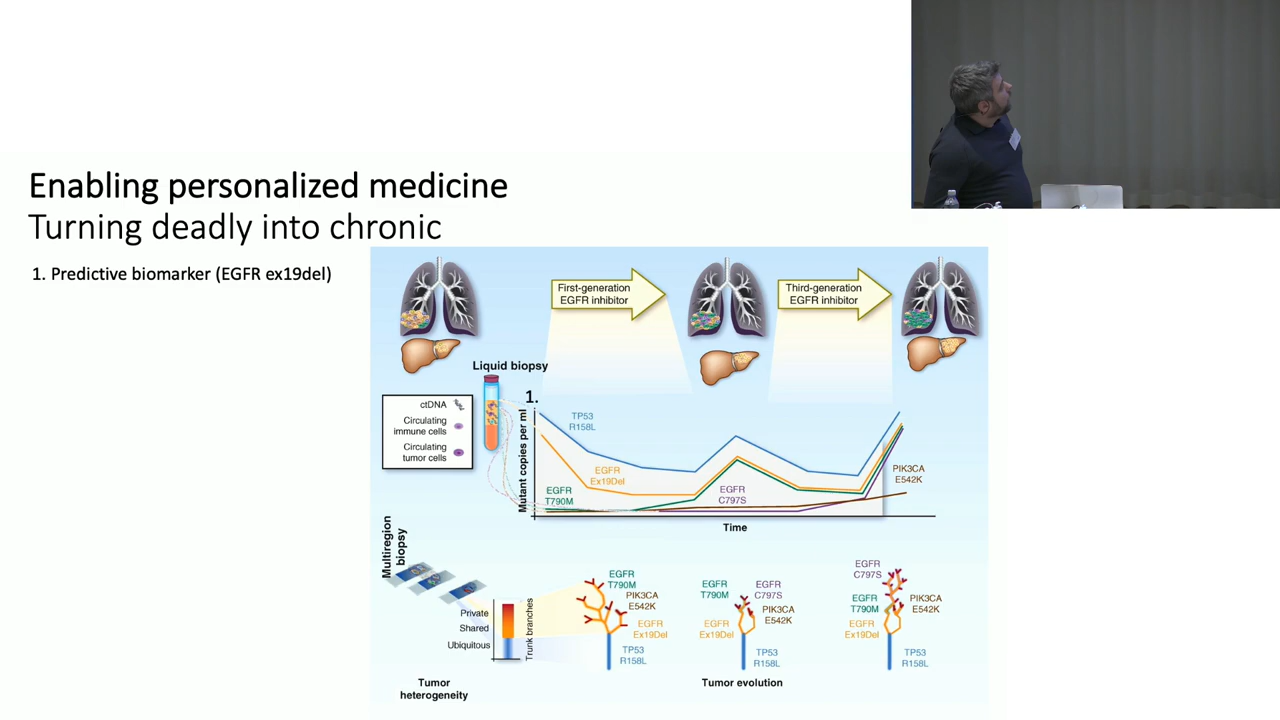 Enabling personalized medicine
Turning deadly into chronic
1. Predictive biomarker (EGFR ex19del)
First-generation
EGFR inhibitor
Third-generation
EGFR inhibitor
Liquid biopsy
ctDNA
Circulating
immune cells
Circulating
tumor cells
1.
Mutant copies per ml
TP53
R158L
EGFR
Ex19Del
EGFR
T790M
EGFR
C797S
PIK3CA
E542K
Time
Multiregion
biopsy
Private
Shared
Ubiquitous
Trunk branches
EGFR
T790M
PIK3CA
E542K
EGFR
Ex19Del
TP53
R158L
EGFR
T790M
EGFR
C797S
PIK3CA
E542K
EGFR
Ex19Del
TP53
R158L
EGFR
C797S
EGFR
T790M
PIK3CA
E542K
EGFR
Ex19Del
TP53
R158L
Tumor
heterogeneity
Tumor evolution